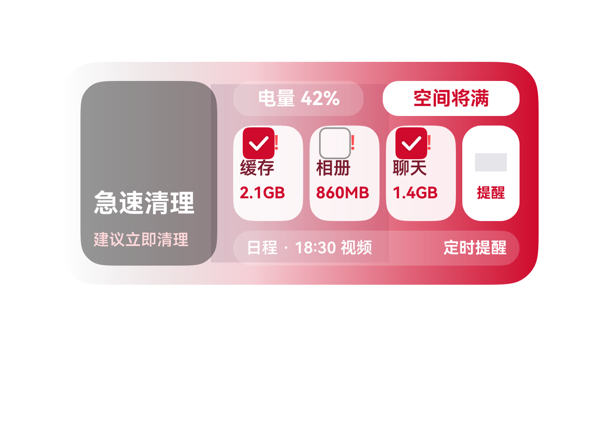 急速清理
建议立即清理
电量 42%
空间将满
!
缓存
2.1GB
!
相册
860MB
!
聊天
1.4GB
提醒
日程 · 18:30 视频
定时提醒